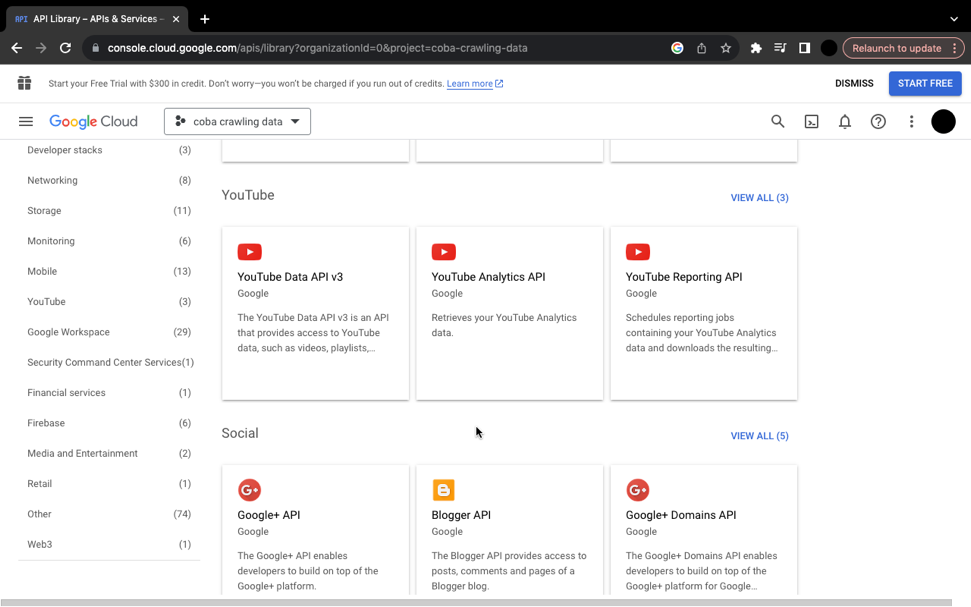 API API Library – APIs & Services –
console.cloud.google.com/apis/library?organizationId=0&project=coba-crawling-data
Relaunch to update
Start your Free Trial with $300 in credit. Don't worry—you won't be charged if you run out of credits. Learn more
DISMISS
START FREE
Google Cloud
coba crawling data
Developer stacks (3)
Networking (8)
Storage (11)
Monitoring (6)
Mobile (13)
YouTube (3)
Google Workspace (29)
Security Command Center Services(1)
Financial services (1)
Firebase (6)
Media and Entertainment (2)
Retail (1)
Other (74)
Web3 (1)
YouTube
VIEW ALL (3)
YouTube Data API v3
Google
The YouTube Data API v3 is an API
that provides access to YouTube
data, such as videos, playlists,...
YouTube Analytics API
Google
Retrieves your YouTube Analytics
data.
YouTube Reporting API
Google
Schedules reporting jobs
containing your YouTube Analytics
data and downloads the resulting...
Social
VIEW ALL (5)
G+
Google+ API
Google
The Google+ API enables
developers to build on top of the
Google+ platform.
Blogger API
Google
The Blogger API provides access to
posts, comments and pages of a
Blogger blog.
G+
Google+ Domains API
Google
The Google+ Domains API enables
developers to build on top of the
Google+ platform for Google...